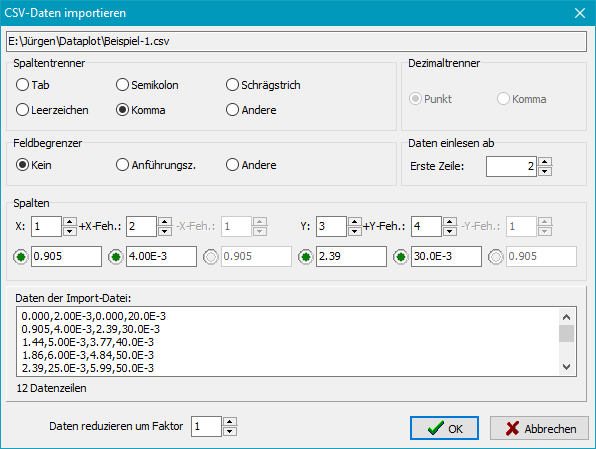 CSV-Daten importieren
E:\Jürgen\Dataplot\Beispiel-1.csv
Spaltentrenner
Dezimaltrenner
Tab Semikolon Schrägstrich
Leerzeichen Komma Andere
Punkt Komma
Feldbegrenzer
Daten einlesen ab
Kein Anführungsz. Andere
Erste Zeile: 2
Spalten
X: 1 +X-Feh.: 2 -X-Feh.: 1 Y: 3 +Y-Feh.: 4 -Y-Feh.: 1
0.905 4.00E-3 0.905 2.39 30.0E-3 0.905
Daten der Import-Datei:
0.000,2.00E-3,0.000,20.0E-3
0.905,4.00E-3,2.39,30.0E-3
1.44,5.00E-3,3.77,40.0E-3
1.86,6.00E-3,4.84,50.0E-3
2.39,25.0E-3,5.99,50.0E-3
12 Datenzeilen
Daten reduzieren um Faktor 1
OK Abbrechen